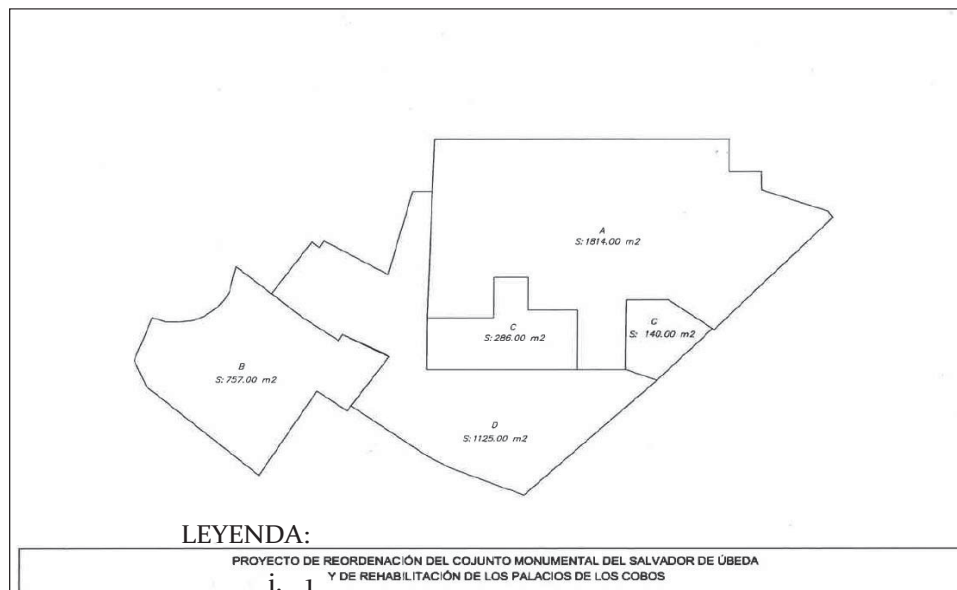 A
S: 1814.00 m2
C
S: 286.00 m2
G
S: 140.00 m2
B
S: 757.00 m2
D
S: 1125.00 m2
LEYENDA:
PROYECTO DE REORDENACIÓN DEL COJUNTO MONUMENTAL DEL SALVADOR DE ÚBEDA
Y DE REHABILITACIÓN DE LOS PALACIOS DE LOS COBOS